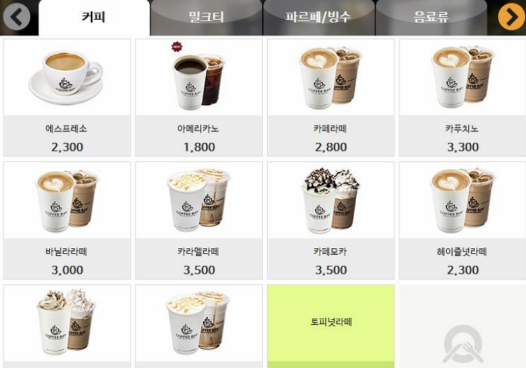 커피
밀크티
파르페/빙수
음료류
에스프레소
2,300
아메리카노
1,800
카페라떼
2,800
카푸치노
3,300
바닐라라떼
3,000
카라멜라떼
3,500
카페모카
3,500
헤이즐넛라떼
2,300
토피넛라떼